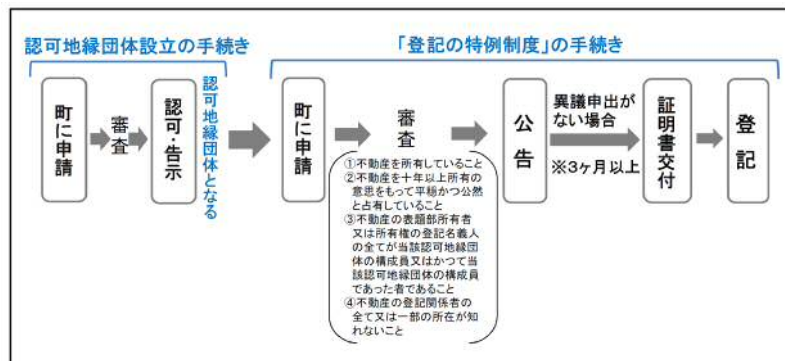 認可地縁団体設立の手続き
町に申請
審査
認可・告示
認可地縁団体となる
「登記の特例制度」の手続き
町に申請
審査
①不動産を所有していること
②不動産を十年以上所有の
意思をもって平穏かつ公然
と占有していること
③不動産の表題部所有者
又は所有権の登記名義人
の全てが当該認可地縁団
体の構成員又はかつて当
該認可地縁団体の構成員
であった者であること
④不動産の登記関係者の
全て又は一部の所在が知
れないこと
公告
異議申出が
ない場合
※3ヶ月以上
証明書交付
登記